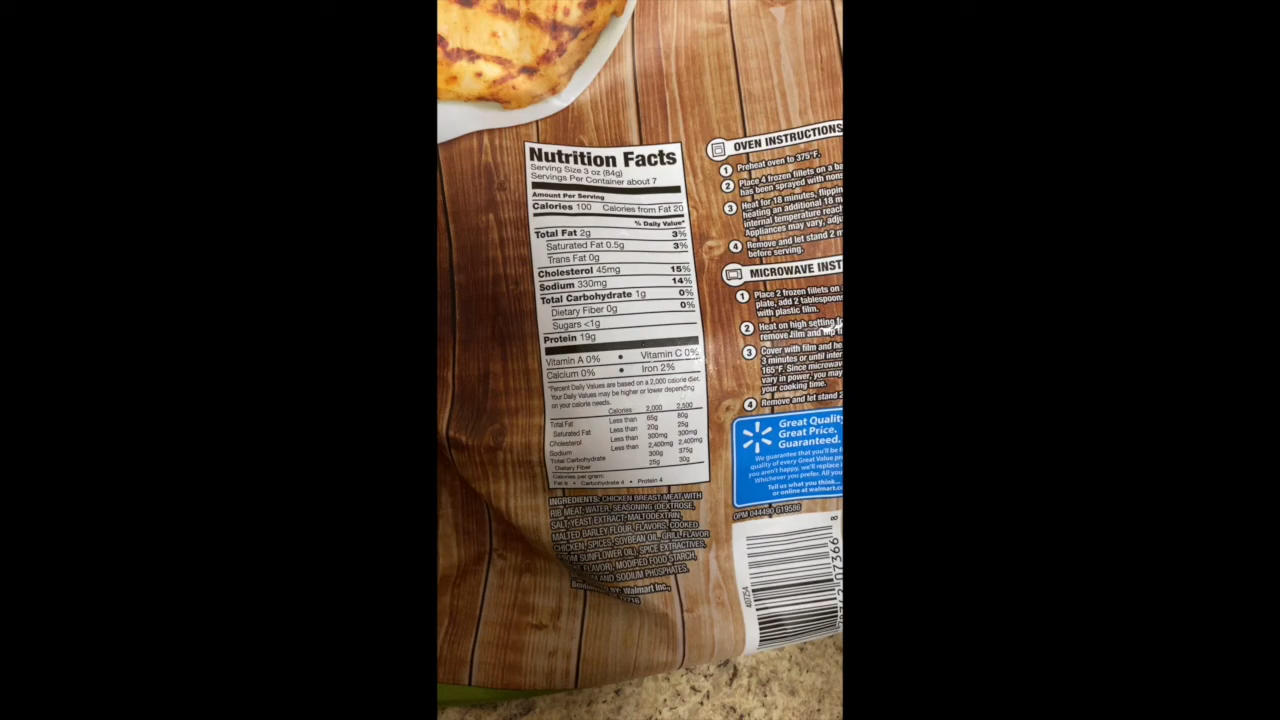 Nutrition Facts
Serving Size 3 oz (84g)
Servings Per Container about 7
Amount Per Serving
Calories 100 Calories from Fat 20
% Daily Value*
Total Fat 2g 3%
Saturated Fat 0.5g 3%
Trans Fat 0g
Cholesterol 45mg 15%
Sodium 330mg 14%
Total Carbohydrate 1g 0%
Dietary Fiber 0g 0%
Sugars <1g
Protein 19g
Vitamin A 0% • Vitamin C 0%
Calcium 0% • Iron 2%
*Percent Daily Values are based on a 2,000 calorie diet.
Your Daily Values may be higher or lower depending
on your calorie needs.
Calories 2,000 2,500
Total Fat Less than 65g 80g
Saturated Fat Less than 20g 25g
Cholesterol Less than 300mg 300mg
Sodium Less than 2,400mg 2,400mg
Total Carbohydrate 300g 375g
Dietary Fiber 25g 30g
Calories per gram:
Fat 9 • Carbohydrate 4 • Protein 4
INGREDIENTS: CHICKEN BREAST MEAT WITH
RIB MEAT, WATER, SEASONING (DEXTROSE,
SALT, YEAST EXTRACT, MALTODEXTRIN,
MALTED BARLEY FLOUR, FLAVORS, COOKED
CHICKEN, SPICES, SOYBEAN OIL, GRILL FLAVOR
SUNFLOWER OIL), SPICE EXTRACTIVES,
FLAVOR), MODIFIED FOOD STARCH,
AND SODIUM PHOSPHATES.
BY: Walmart Inc.,
OVEN INSTRUCTIONS
1 Preheat oven to 375°F.
2 Place 4 frozen fillets on a ba
has been sprayed with nons
3 Heat for 18 minutes, flippin
heating an additional 18 m
internal temperature reach
Appliances may vary, adju
4 Remove and let stand 2 m
before serving.
MICROWAVE INST
1 Place 2 frozen fillets on
plate, add 2 tablespoons
with plastic film.
2 Heat on high setting fo
remove film and flip f
3 Cover with film and he
3 minutes or until inter
165°F. Since microwav
vary in power, you may
your cooking time.
4 Remove and let stand 2
Great Quality
Great Price.
Guaranteed.
We guarantee that you'll be f
quality of every Great Value pr
you aren't happy, we'll replace i
Whichever you prefer. All you
Tell us what you think...
or online at walmart.co
OPM 044490 G19586
40754
07366 8